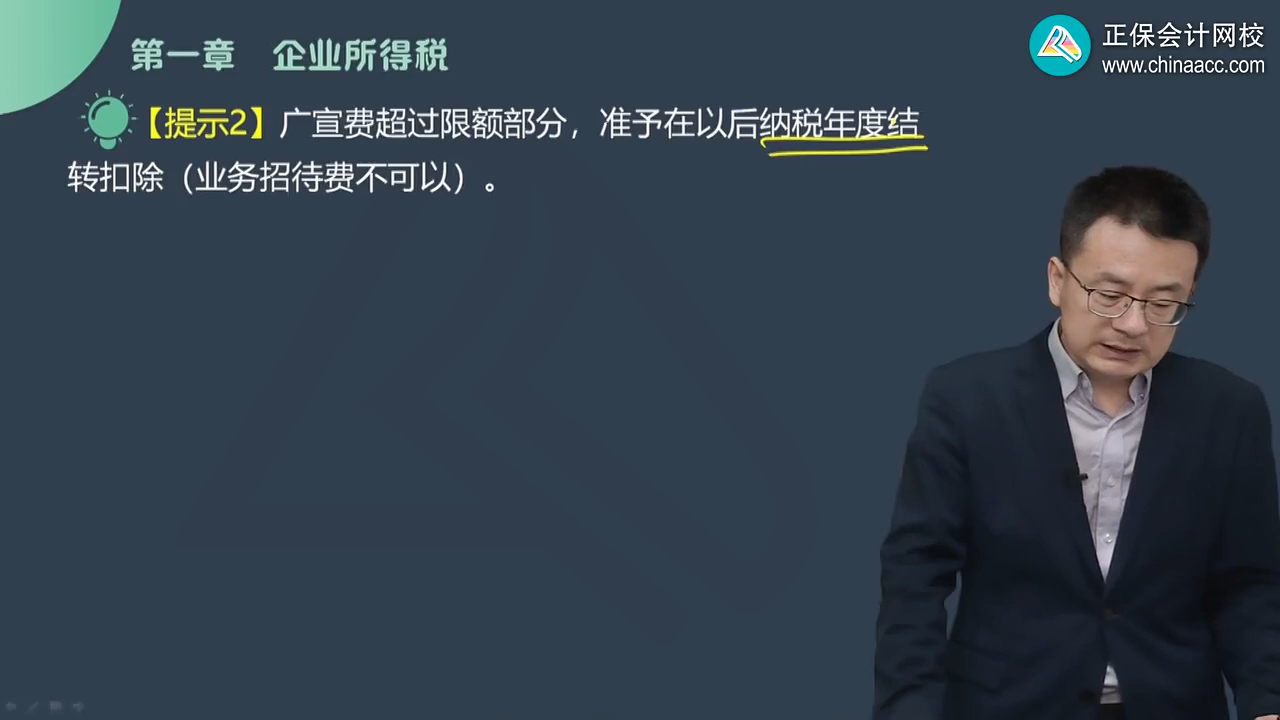 第一章 企业所得税
正保会计网校
www.chinaacc.com
【提示2】广宣费超过限额部分，准予在以后纳税年度结
转扣除（业务招待费不可以）。